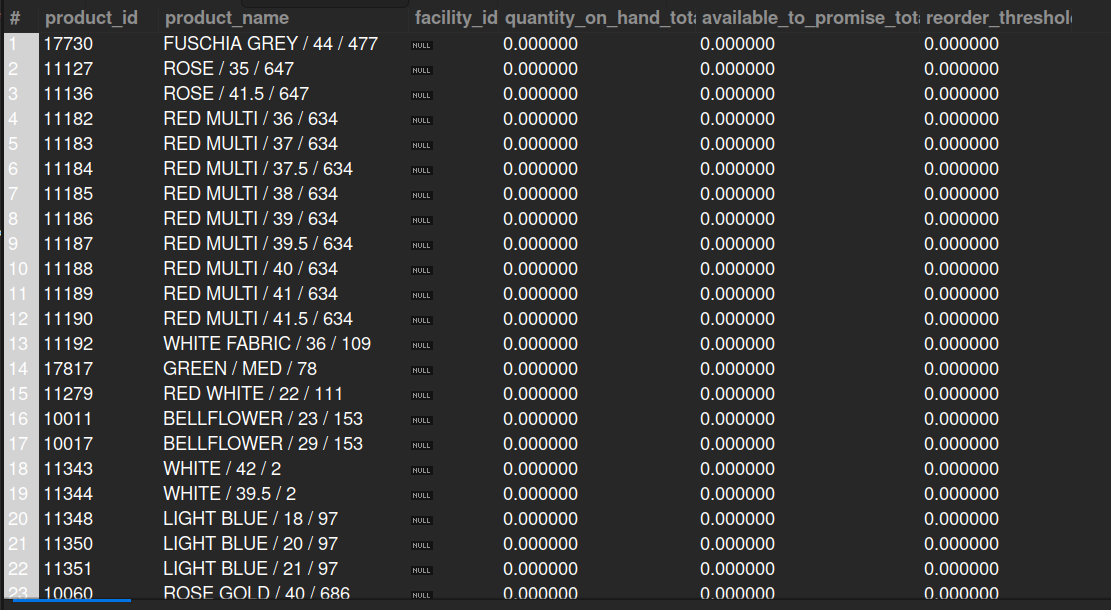 # product_id product_name facility_id quantity_on_hand_tota available_to_promise_tota reorder_threshold
1 17730 FUSCHIA GREY / 44 / 477 NULL 0.000000 0.000000 0.000000
2 11127 ROSE / 35 / 647 NULL 0.000000 0.000000 0.000000
3 11136 ROSE / 41.5 / 647 NULL 0.000000 0.000000 0.000000
4 11182 RED MULTI / 36 / 634 NULL 0.000000 0.000000 0.000000
5 11183 RED MULTI / 37 / 634 NULL 0.000000 0.000000 0.000000
6 11184 RED MULTI / 37.5 / 634 NULL 0.000000 0.000000 0.000000
7 11185 RED MULTI / 38 / 634 NULL 0.000000 0.000000 0.000000
8 11186 RED MULTI / 39 / 634 NULL 0.000000 0.000000 0.000000
9 11187 RED MULTI / 39.5 / 634 NULL 0.000000 0.000000 0.000000
10 11188 RED MULTI / 40 / 634 NULL 0.000000 0.000000 0.000000
11 11189 RED MULTI / 41 / 634 NULL 0.000000 0.000000 0.000000
12 11190 RED MULTI / 41.5 / 634 NULL 0.000000 0.000000 0.000000
13 11192 WHITE FABRIC / 36 / 109 NULL 0.000000 0.000000 0.000000
14 17817 GREEN / MED / 78 NULL 0.000000 0.000000 0.000000
15 11279 RED WHITE / 22 / 111 NULL 0.000000 0.000000 0.000000
16 10011 BELLFLOWER / 23 / 153 NULL 0.000000 0.000000 0.000000
17 10017 BELLFLOWER / 29 / 153 NULL 0.000000 0.000000 0.000000
18 11343 WHITE / 42 / 2 NULL 0.000000 0.000000 0.000000
19 11344 WHITE / 39.5 / 2 NULL 0.000000 0.000000 0.000000
20 11348 LIGHT BLUE / 18 / 97 NULL 0.000000 0.000000 0.000000
21 11350 LIGHT BLUE / 20 / 97 NULL 0.000000 0.000000 0.000000
22 11351 LIGHT BLUE / 21 / 97 NULL 0.000000 0.000000 0.000000
23 10060 ROSE GOLD / 40 / 686 NULL 0.000000 0.000000 0.000000